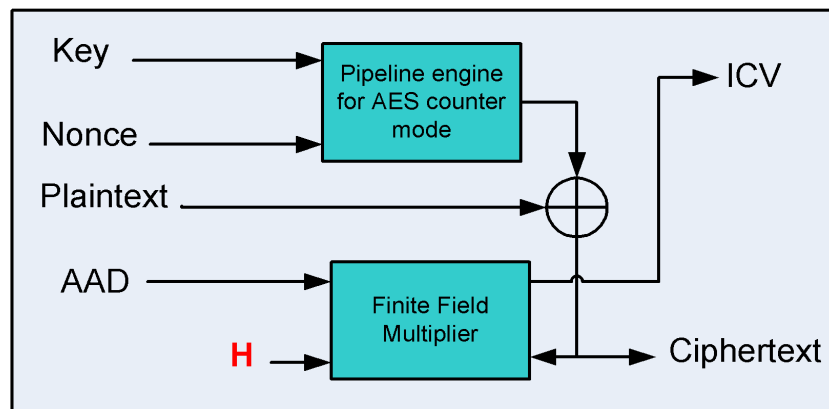 Key
Pipeline engine
for AES counter
mode
ICV
Nonce
Plaintext
AAD
Finite Field
Multiplier
H
Ciphertext